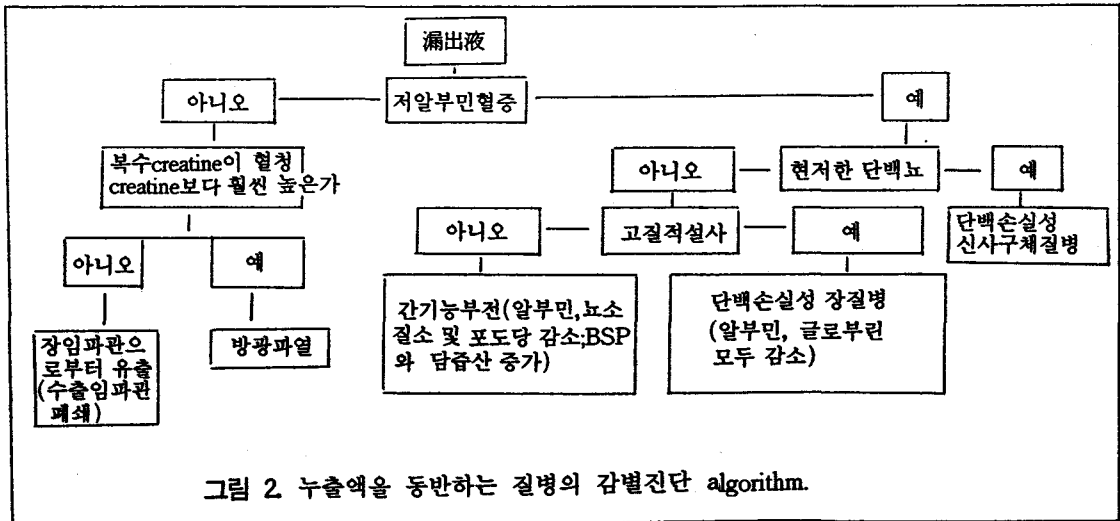 漏出液
아니오
저알부민혈증
예
복수creatine이 혈청
creatine보다 훨씬 높은가
아니오
현저한 단백뇨
예
아니오
예
아니오
고질적설사
예
단백손실성
신사구체질병
장임파관으
로부터 유출
(수출임파관
폐쇄)
방광파열
간기능부전(알부민,뇨소
질소 및 포도당 감소;BSP
와 담즙산 증가)
단백손실성 장질병
(알부민, 글로부린
모두 감소)
그림 2. 누출액을 동반하는 질병의 감별진단 algorithm.